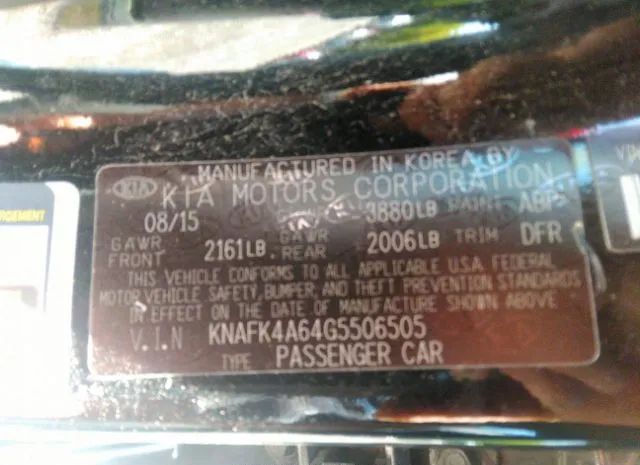 MANUFACTURED IN KOREA BY
KIA KIA MOTORS CORPORATION
08/15 3880LB PAINT ABP
GAWR FRONT 2161LB. GAWR REAR 2006LB TRIM DFR
THIS VEHICLE CONFORMS TO ALL APPLICABLE U.S.A. FEDERAL
MOTOR VEHICLE SAFETY, BUMPER, AND THEFT PREVENTION STANDARDS
IN EFFECT ON THE DATE OF MANUFACTURE SHOWN ABOVE
V.I.N KNAFK4A64G5506505
TYPE PASSENGER CAR